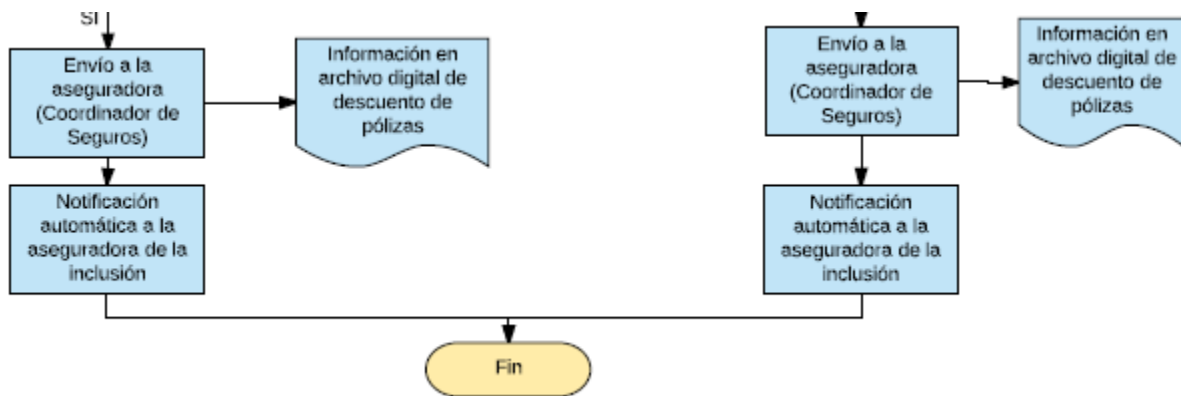 SI
Envío a la
aseguradora
(Coordinador de
Seguros)
Información en
archivo digital de
descuento de
pólizas
Notificación
automática a la
aseguradora de la
inclusión
Envío a la
aseguradora
(Coordinador de
Seguros)
Información en
archivo digital de
descuento de
pólizas
Notificación
automática a la
aseguradora de la
inclusión
Fin